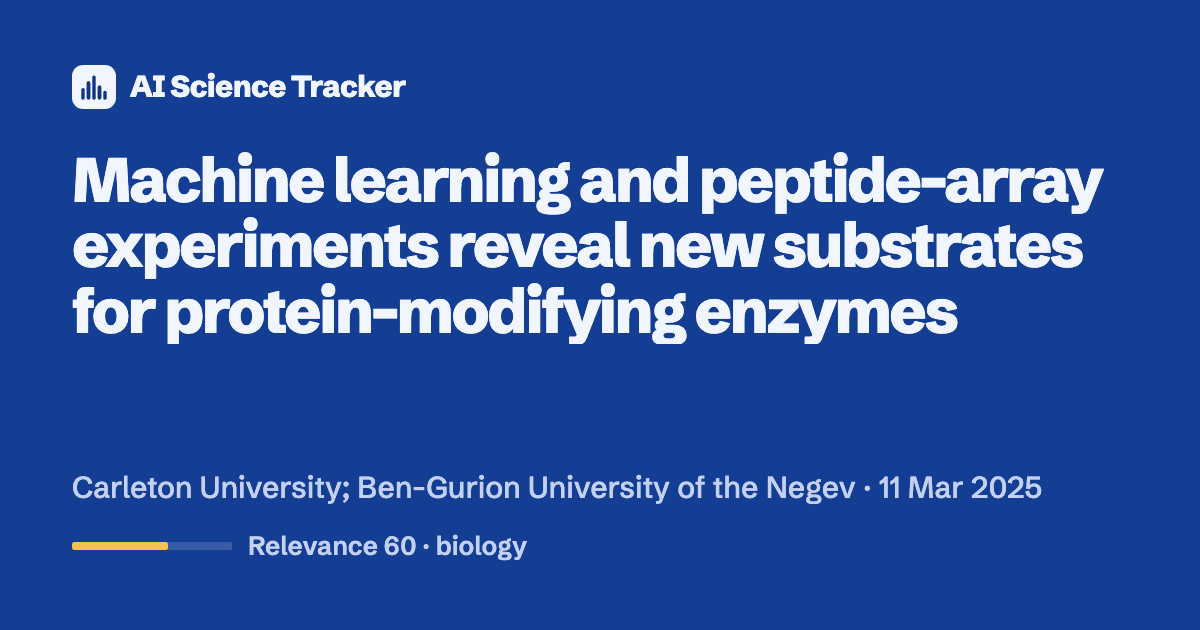 AI Science Tracker
Machine learning and peptide-array
experiments reveal new substrates
for protein-modifying enzymes
Carleton University; Ben-Gurion University of the Negev · 11 Mar 2025
Relevance 60 · biology